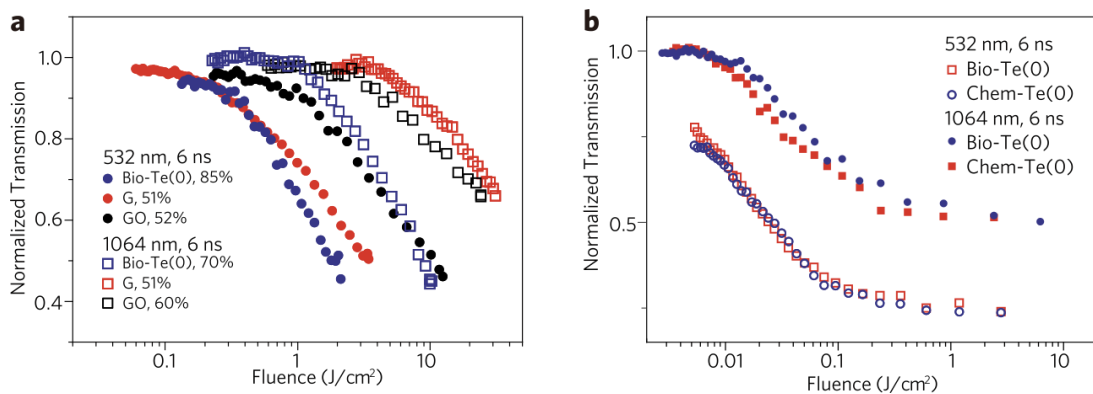 a
Normalized Transmission
1.0
0.8
0.6
0.4
532 nm, 6 ns
Bio-Te(0), 85%
G, 51%
GO, 52%
1064 nm, 6 ns
Bio-Te(0), 70%
G, 51%
GO, 60%
0.1
1
10
Fluence (J/cm²)
b
Normalized Transmission
1.0
0.5
532 nm, 6 ns
Bio-Te(0)
Chem-Te(0)
1064 nm, 6 ns
Bio-Te(0)
Chem-Te(0)
0.01
0.1
1
10
Fluence (J/cm²)